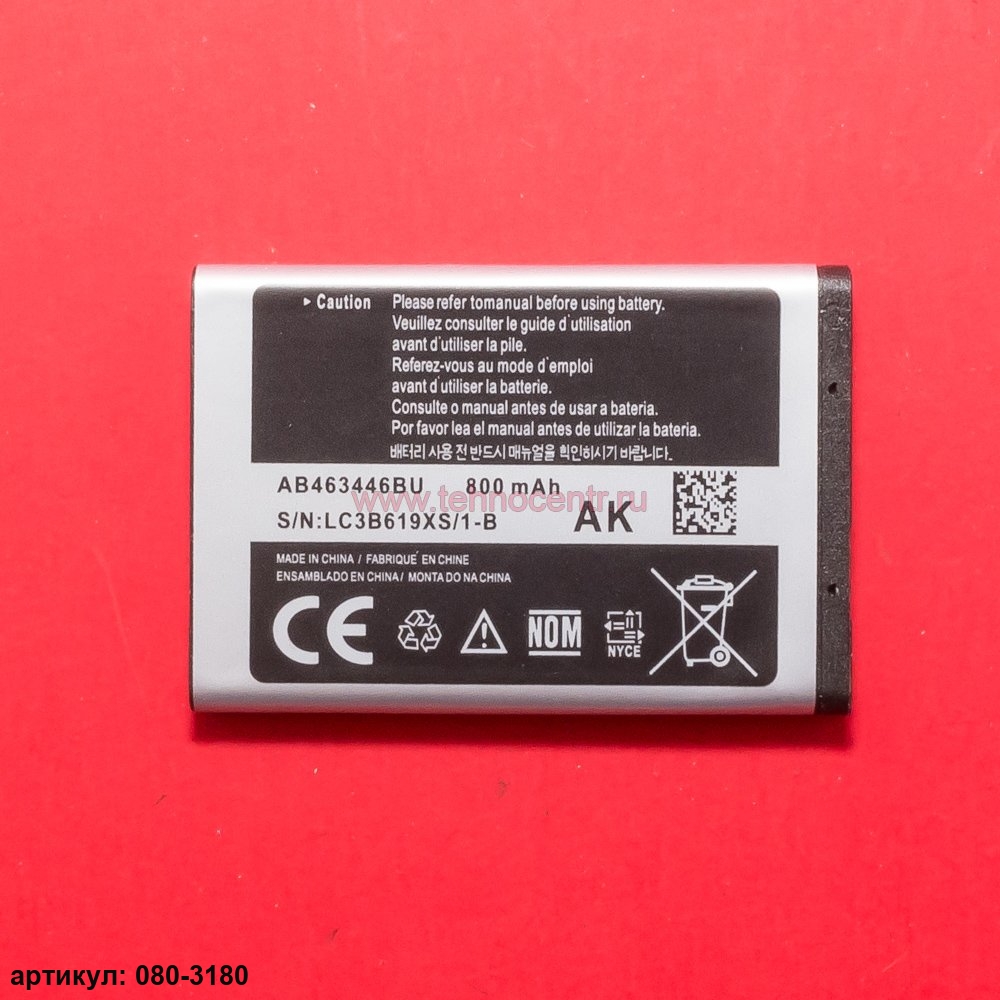 ▸ Caution Please refer tomanual before using battery.
Veuillez consulter le guide d'utilisation
avant d'utiliser la pile.
Referez-vous au mode d'emploi
avant d'utiliser la batterie.
Consulte o manual antes de usar a bateria.
Por favor lea el manual antes de utilizar la bateria.
배터리 사용 전 반드시 매뉴얼을 확인하시기 바랍니다.
AB463446BU 800 mAh
www.tehnocentr.ru
S/N:LC3B619XS/1-B AK
MADE IN CHINA / FABRIQUÉ EN CHINE
ENSAMBLADO EN CHINA / MONTA DO NA CHINA
CE NOM NYCE
артикул: 080-3180